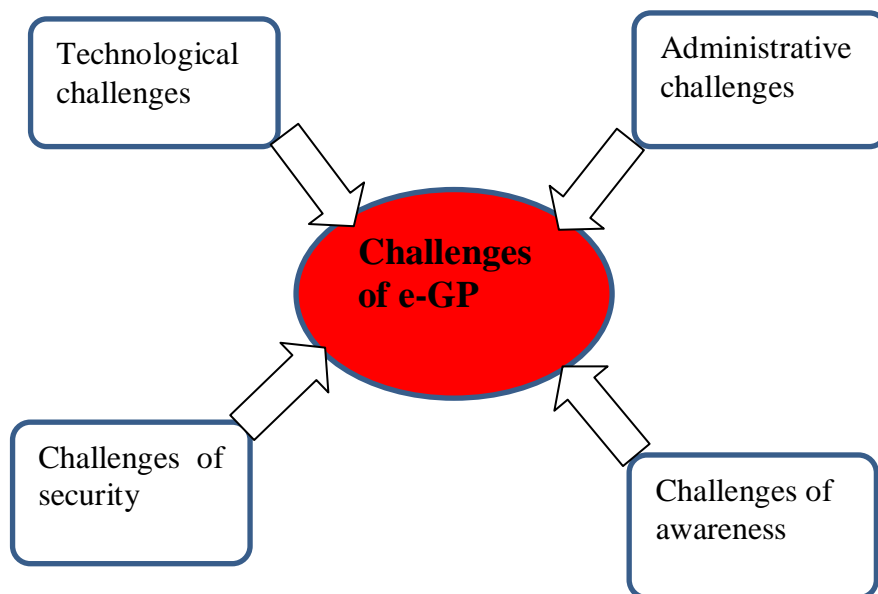 Technological
challenges
Administrative
challenges
Challenges
of e-GP
Challenges of
security
Challenges of
awareness